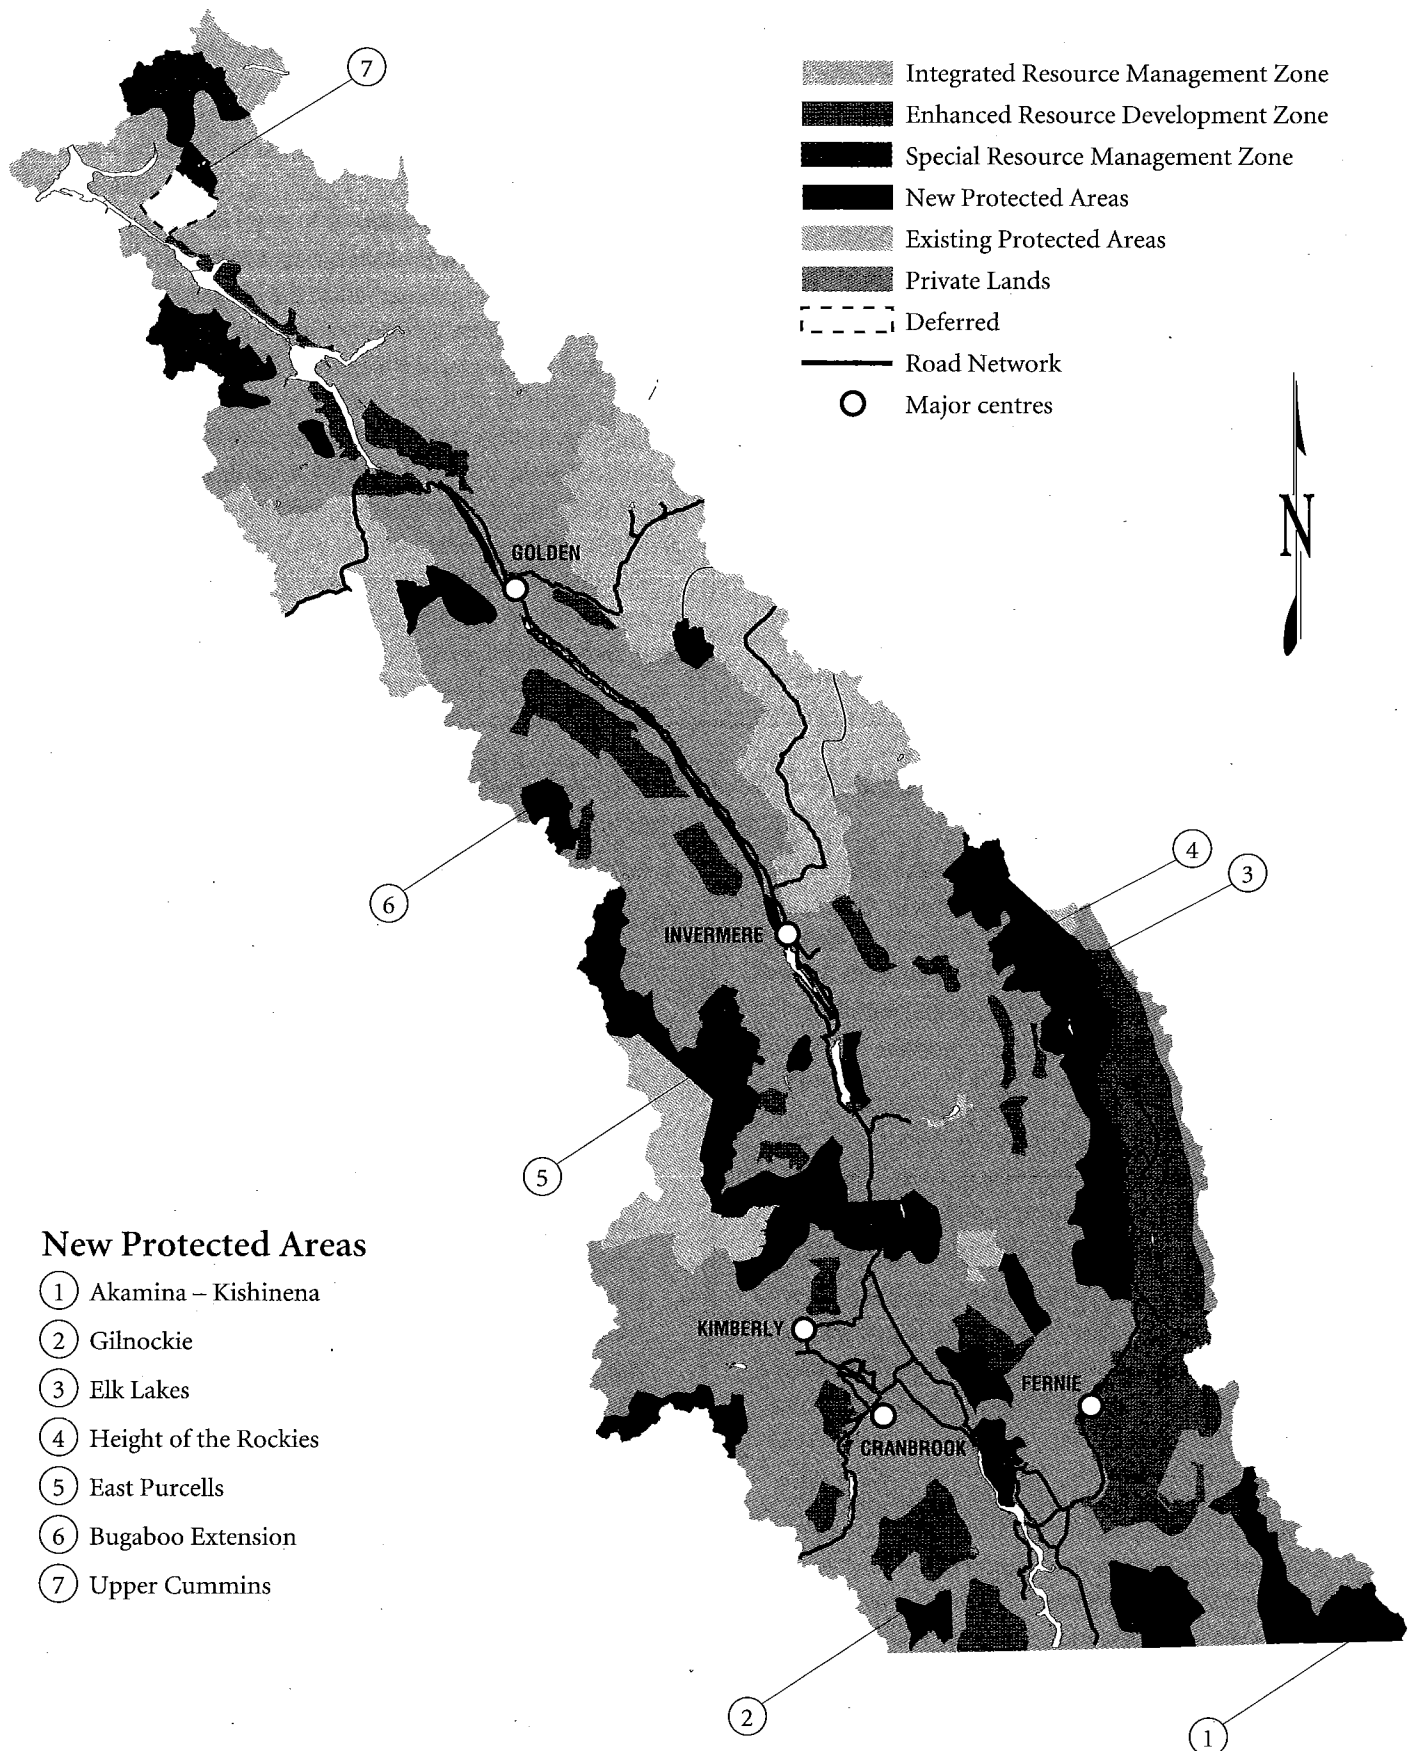 7
Integrated Resource Management Zone
Enhanced Resource Development Zone
Special Resource Management Zone
New Protected Areas
Existing Protected Areas
Private Lands
Deferred
Road Network
Major centres
N
GOLDEN
4
3
6
INVERMERE
5
New Protected Areas
1 Akamina – Kishinena
2 Gilnockie
3 Elk Lakes
4 Height of the Rockies
5 East Purcells
6 Bugaboo Extension
7 Upper Cummins
KIMBERLY
FERNIE
CRANBROOK
2
1